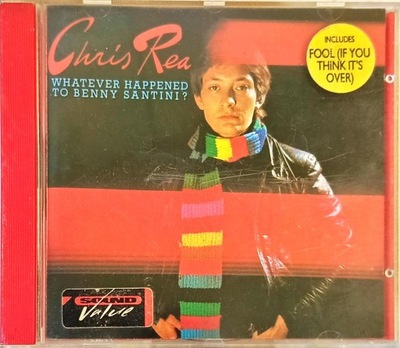 Chris Rea
WHATEVER HAPPENED
TO BENNY SANTINI?
INCLUDES
FOOL (IF YOU
THINK IT'S
OVER)
SOUND
Value